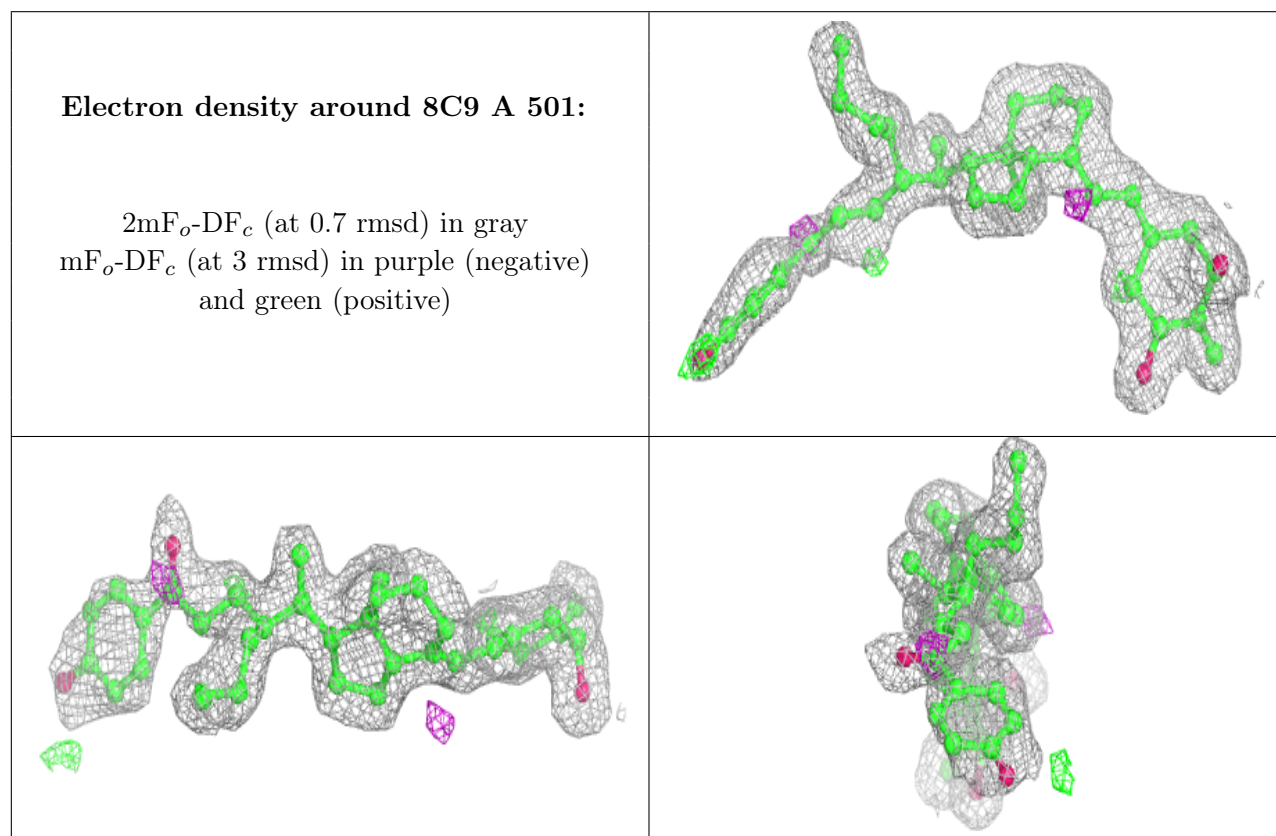 Electron density around 8C9 A 501:
2mFₒ-DF𝒸 (at 0.7 rmsd) in gray
mFₒ-DF𝒸 (at 3 rmsd) in purple (negative)
and green (positive)